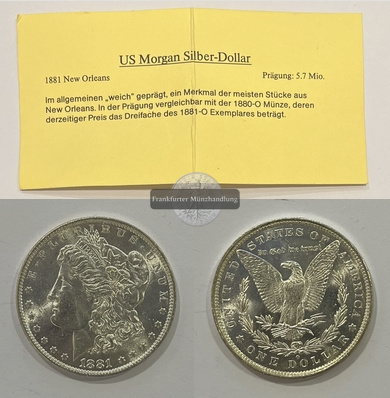 US Morgan Silber-Dollar
1881 New Orleans Prägung: 5.7 Mio.
Im allgemeinen „weich" geprägt, ein Merkmal der meisten Stücke aus
New Orleans. In der Prägung vergleichbar mit der 1880-O Münze, deren
derzeitiger Preis das Dreifache des 1881-O Exemplares beträgt.
Frankfurter Münzhandlung
E·PLURIBUS·UNUM
1881
UNITED STATES OF AMERICA
In God we trust
ONE DOLLAR